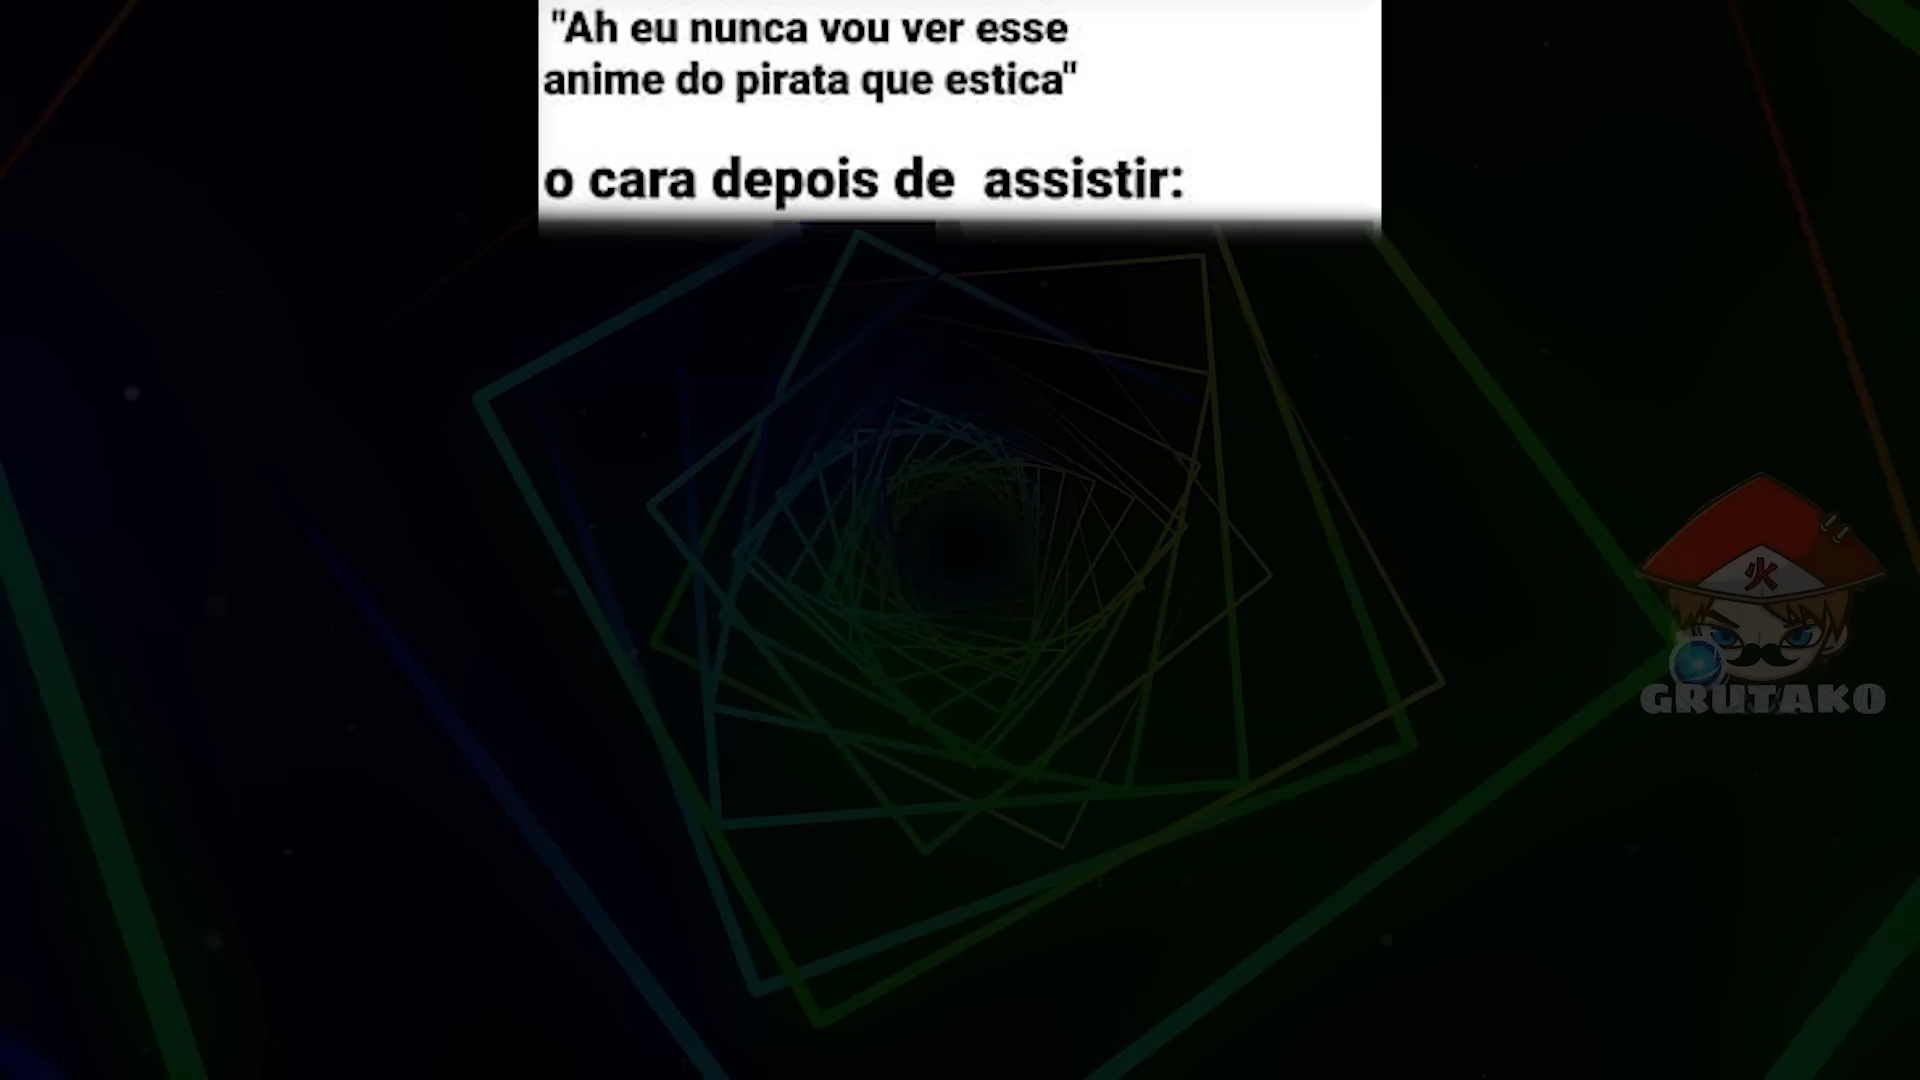 "Ah eu nunca vou ver esse
anime do pirata que estica"
o cara depois de assistir:
火
GRUTAKO